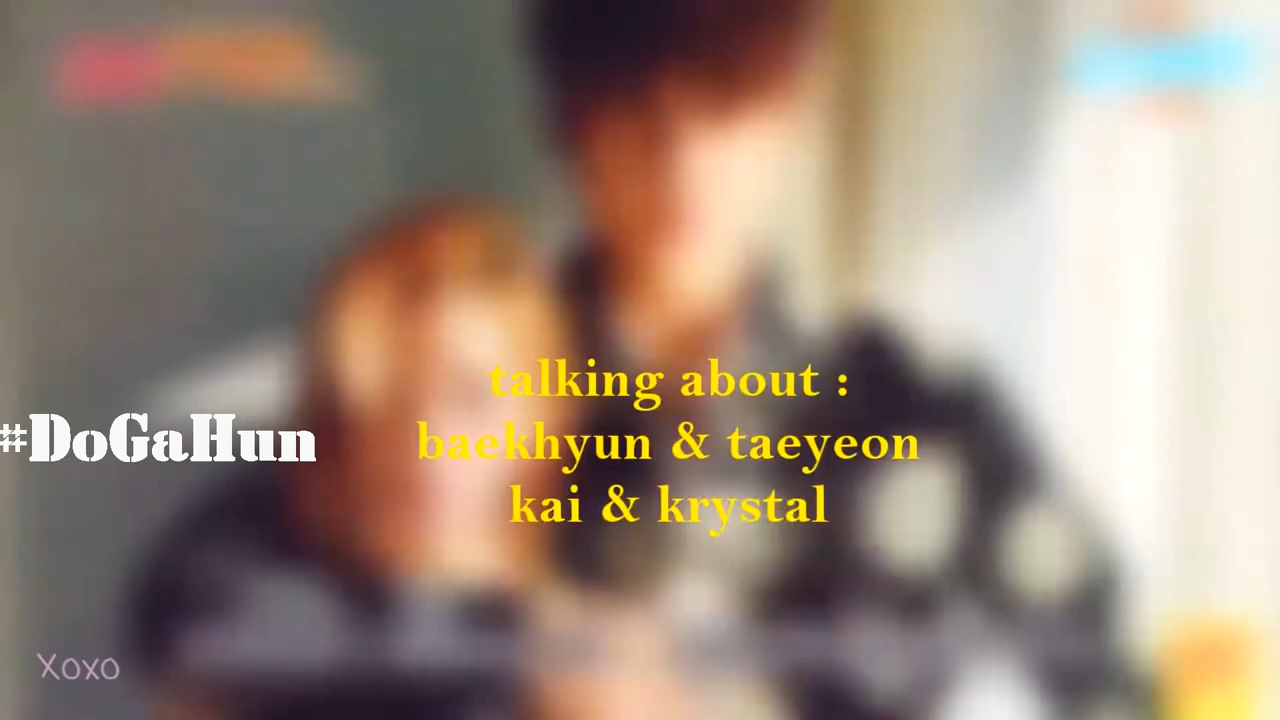 talking about :
baekhyun & taeyeon
#DoGaHun
kai & krystal
Xoxo